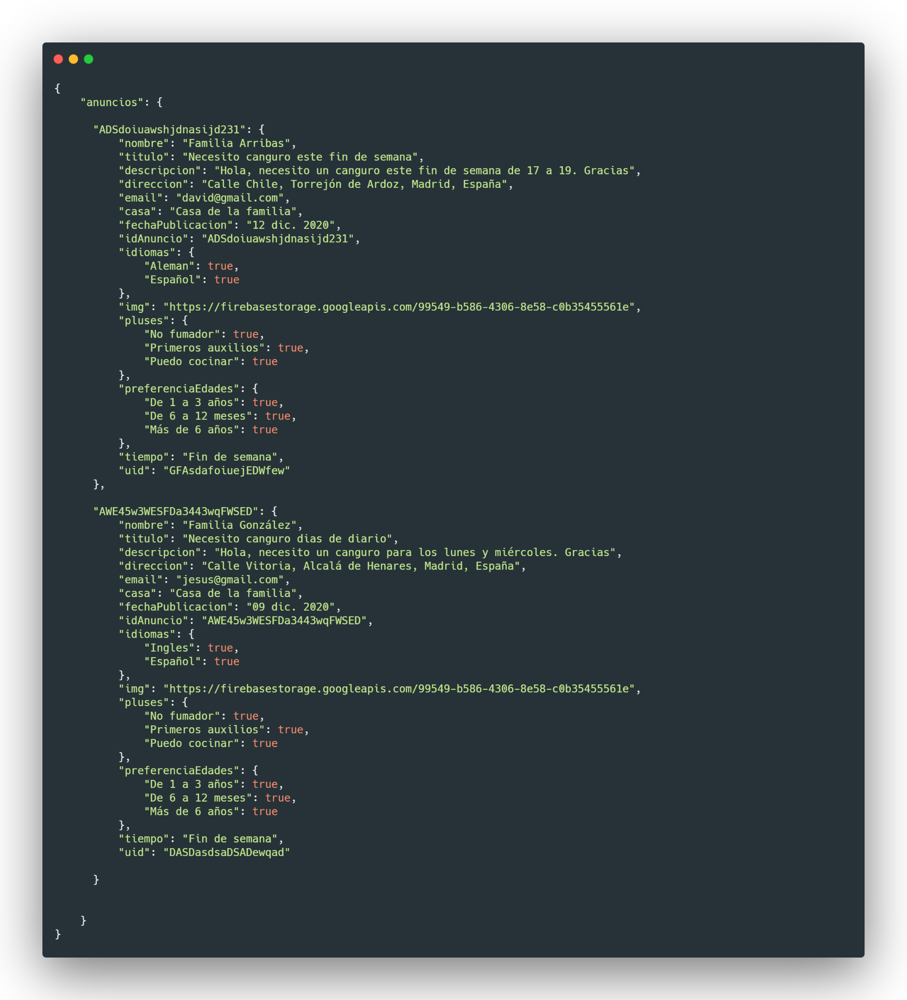 {
    "anuncios": {

      "ADSdoiuawshjdnasijd231": {
          "nombre": "Familia Arribas",
          "titulo": "Necesito canguro este fin de semana",
          "descripcion": "Hola, necesito un canguro este fin de semana de 17 a 19. Gracias",
          "direccion": "Calle Chile, Torrejón de Ardoz, Madrid, España",
          "email": "david@gmail.com",
          "casa": "Casa de la familia",
          "fechaPublicacion": "12 dic. 2020",
          "idAnuncio": "ADSdoiuawshjdnasijd231",
          "idiomas": {
              "Aleman": true,
              "Español": true
          },
          "img": "https://firebasestorage.googleapis.com/99549-b586-4306-8e58-c0b35455561e",
          "pluses": {
              "No fumador": true,
              "Primeros auxilios": true,
              "Puedo cocinar": true
          },
          "preferenciaEdades": {
              "De 1 a 3 años": true,
              "De 6 a 12 meses": true,
              "Más de 6 años": true
          },
          "tiempo": "Fin de semana",
          "uid": "GFAsdafoiuejEDWfew"
      },

      "AWE45w3WESFDa3443wqFWSED": {
          "nombre": "Familia González",
          "titulo": "Necesito canguro dias de diario",
          "descripcion": "Hola, necesito un canguro para los lunes y miércoles. Gracias",
          "direccion": "Calle Vitoria, Alcalá de Henares, Madrid, España",
          "email": "jesus@gmail.com",
          "casa": "Casa de la familia",
          "fechaPublicacion": "09 dic. 2020",
          "idAnuncio": "AWE45w3WESFDa3443wqFWSED",
          "idiomas": {
              "Ingles": true,
              "Español": true
          },
          "img": "https://firebasestorage.googleapis.com/99549-b586-4306-8e58-c0b35455561e",
          "pluses": {
              "No fumador": true,
              "Primeros auxilios": true,
              "Puedo cocinar": true
          },
          "preferenciaEdades": {
              "De 1 a 3 años": true,
              "De 6 a 12 meses": true,
              "Más de 6 años": true
          },
          "tiempo": "Fin de semana",
          "uid": "DASDasdsaDSADewqad"

      }


    }
}